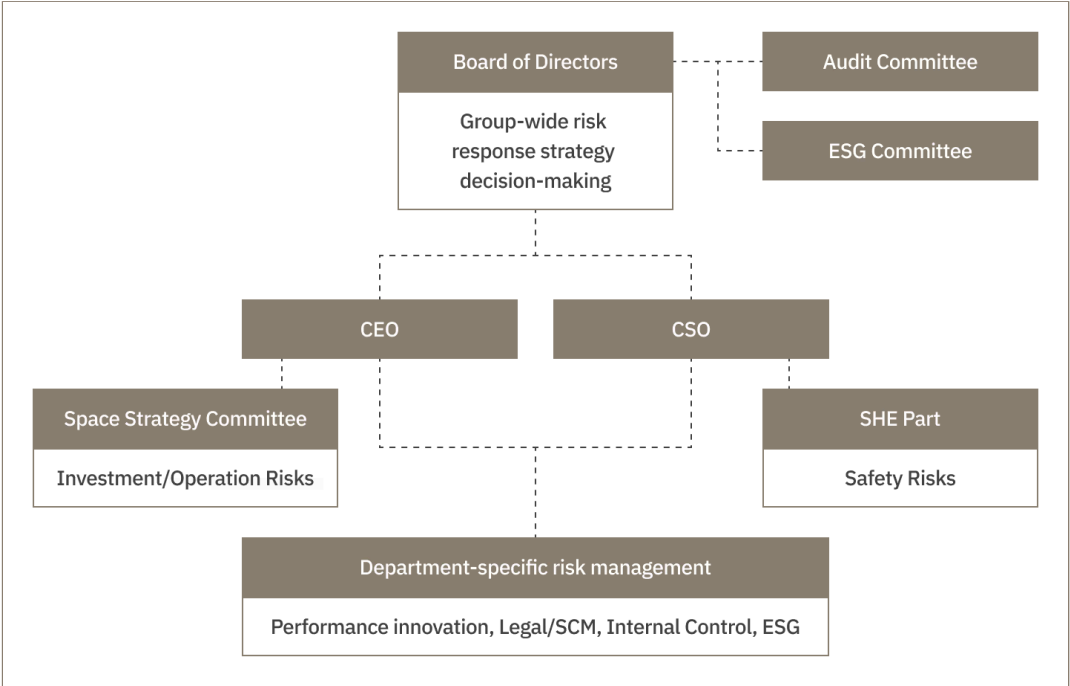 Board of Directors
Audit Committee
Group-wide risk
response strategy
decision-making
ESG Committee
CEO
CSO
Space Strategy Committee
Investment/Operation Risks
SHE Part
Safety Risks
Department-specific risk management
Performance innovation, Legal/SCM, Internal Control, ESG